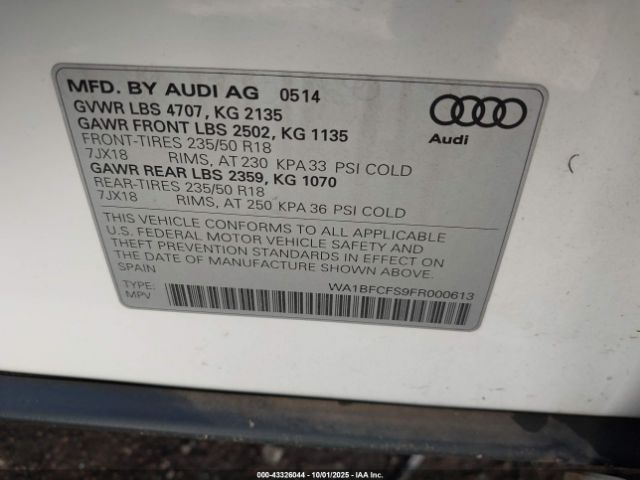 MFD. BY AUDI AG 0514
GVWR LBS 4707, KG 2135
GAWR FRONT LBS 2502, KG 1135
FRONT-TIRES 235/50 R18
7JX18 RIMS, AT 230 KPA 33 PSI COLD
GAWR REAR LBS 2359, KG 1070
REAR-TIRES 235/50 R18
7JX18 RIMS, AT 250 KPA 36 PSI COLD
Audi
THIS VEHICLE CONFORMS TO ALL APPLICABLE
U.S. FEDERAL MOTOR VEHICLE SAFETY AND
THEFT PREVENTION STANDARDS IN EFFECT ON
THE DATE OF MANUFACTURE SHOWN ABOVE.
SPAIN
TYPE:
MPV
WA1BFCFS9FR000613
000-43326044 - 10/01/2025 - IAA Inc.